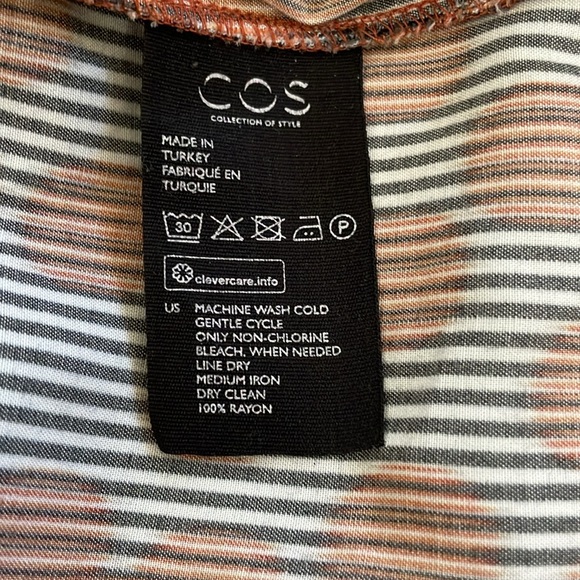 COS
COLLECTION OF STYLE
MADE IN
TURKEY
FABRIQUÉ EN
TURQUIE
30 P
clevercare.info
US MACHINE WASH COLD
GENTLE CYCLE
ONLY NON-CHLORINE
BLEACH, WHEN NEEDED
LINE DRY
MEDIUM IRON
DRY CLEAN
100% RAYON